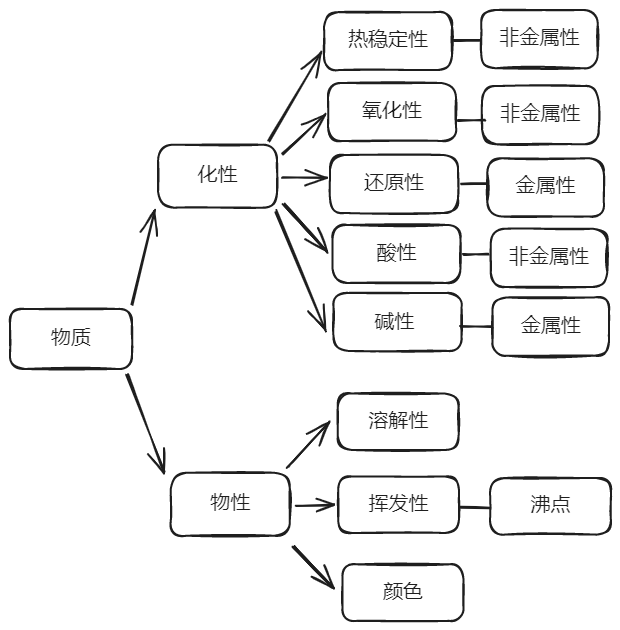 热稳定性
非金属性
氧化性
非金属性
化性
还原性
金属性
酸性
非金属性
碱性
金属性
物质
溶解性
物性
挥发性
沸点
颜色